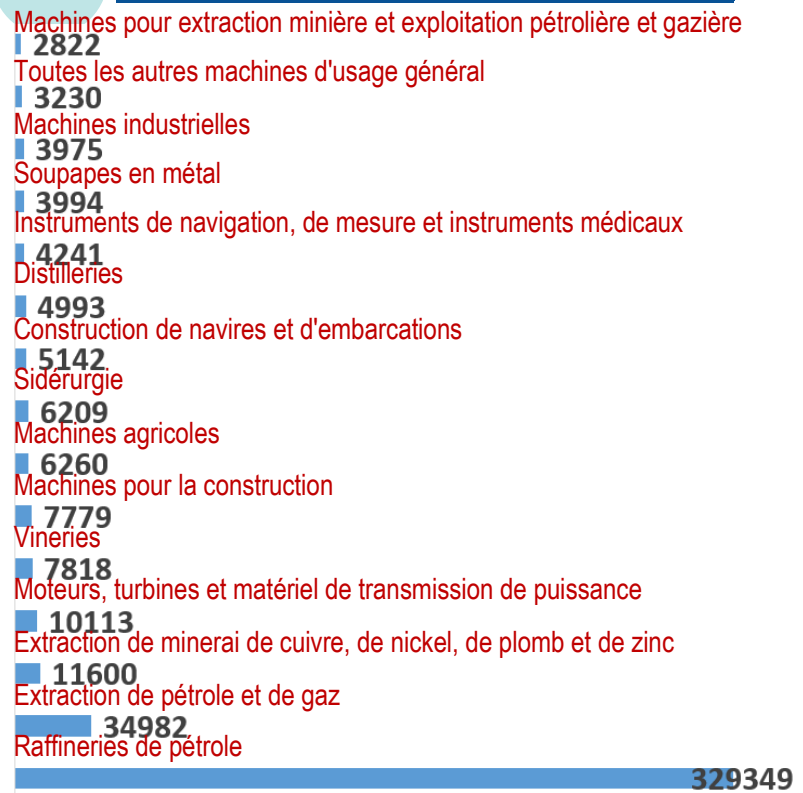 Machines pour extraction minière et exploitation pétrolière et gazière
2822
Toutes les autres machines d'usage général
3230
Machines industrielles
3975
Soupapes en métal
3994
Instruments de navigation, de mesure et instruments médicaux
4241
Distilleries
4993
Construction de navires et d'embarcations
5142
Sidérurgie
6209
Machines agricoles
6260
Machines pour la construction
7779
Vineries
7818
Moteurs, turbines et matériel de transmission de puissance
10113
Extraction de minerai de cuivre, de nickel, de plomb et de zinc
11600
Extraction de pétrole et de gaz
34982
Raffineries de pétrole
329349